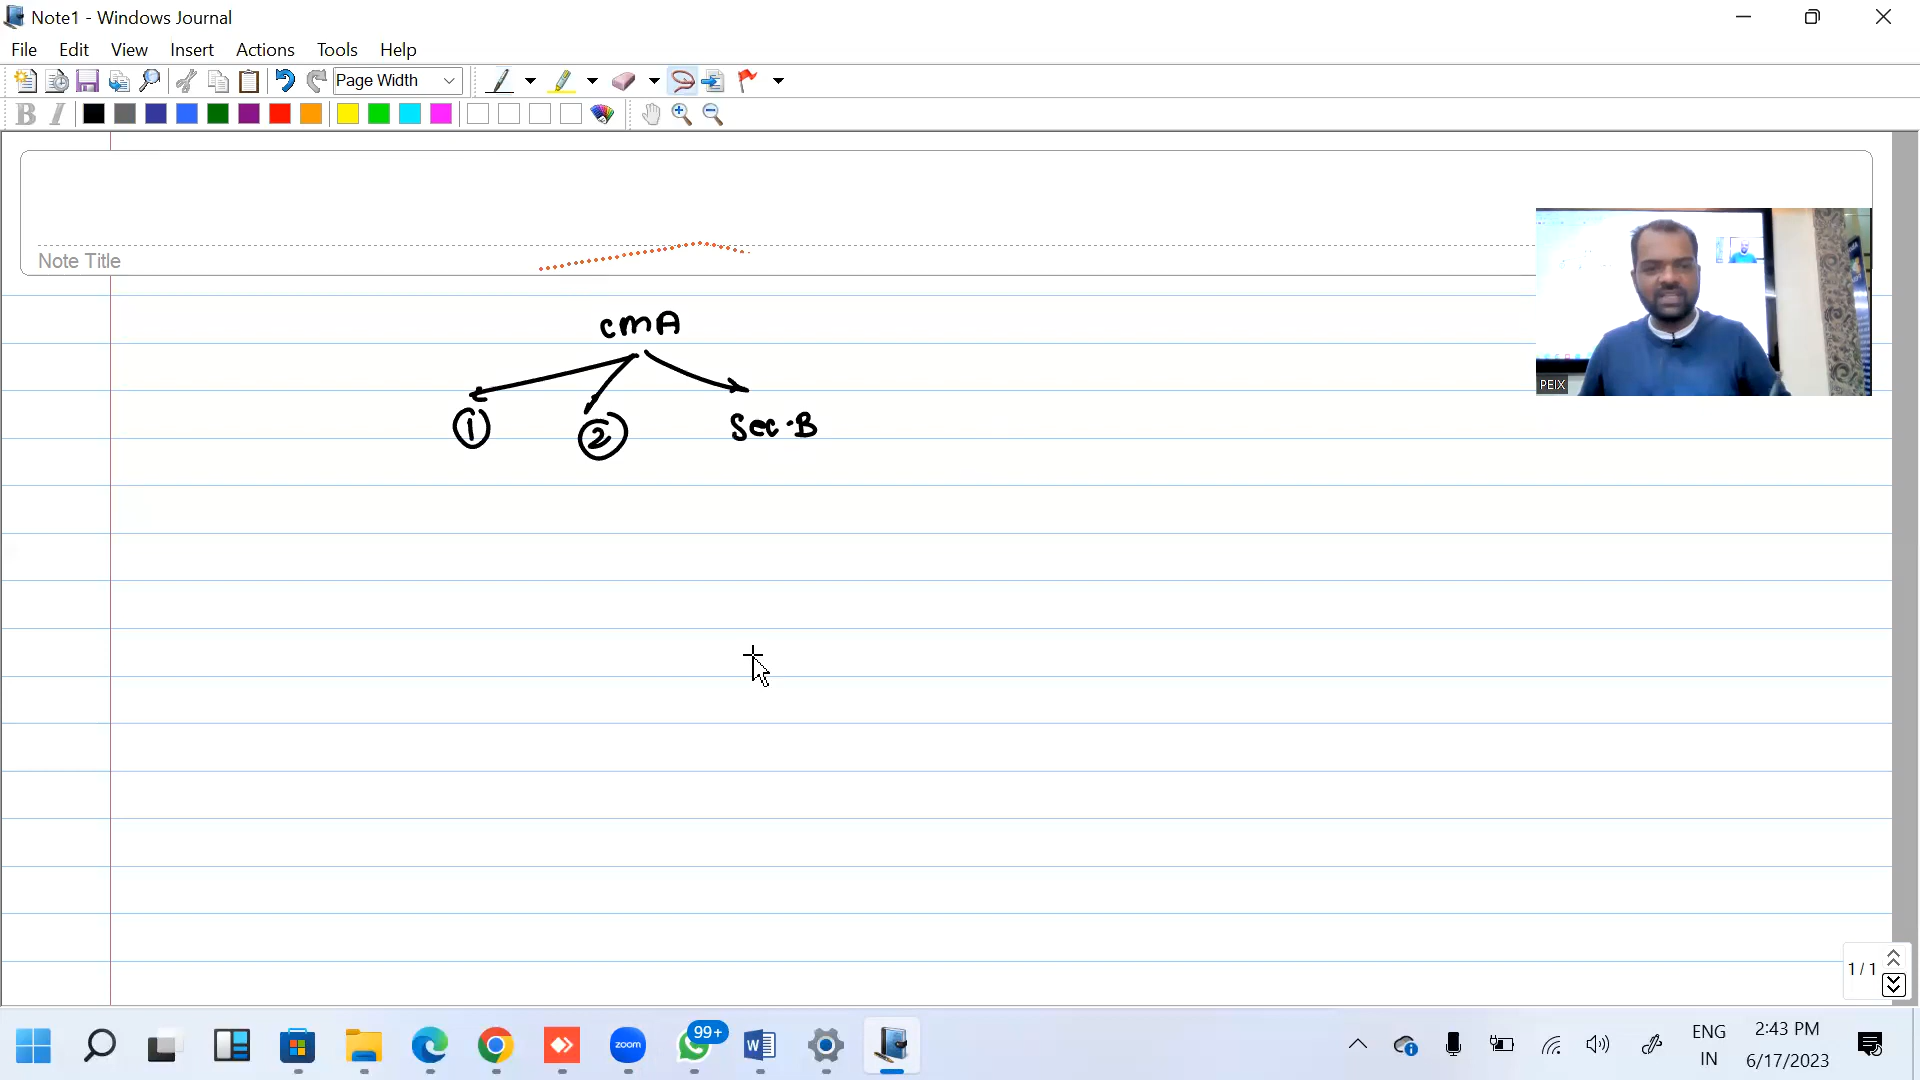 Note1 - Windows Journal
File Edit View Insert Actions Tools Help
Page Width
B I
Note Title
cmA
1 2 Sec-B
PEIX
1 / 1
zoom
99+
ENG
IN
2:43 PM
6/17/2023